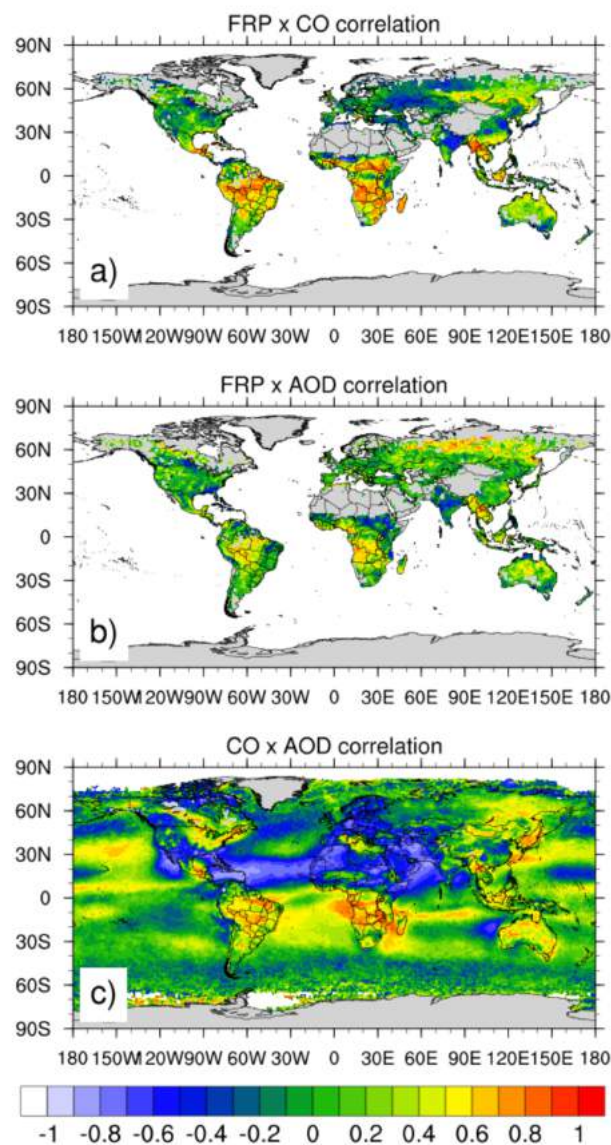 FRP x CO correlation
90N
60N
30N
0
30S
60S
90S
a)
180 150W 120W 90W 60W 30W 0 30E 60E 90E 120E 150E 180
FRP x AOD correlation
90N
60N
30N
0
30S
60S
90S
b)
180 150W 120W 90W 60W 30W 0 30E 60E 90E 120E 150E 180
CO x AOD correlation
90N
60N
30N
0
30S
60S
90S
c)
180 150W 120W 90W 60W 30W 0 30E 60E 90E 120E 150E 180
-1 -0.8 -0.6 -0.4 -0.2 0 0.2 0.4 0.6 0.8 1